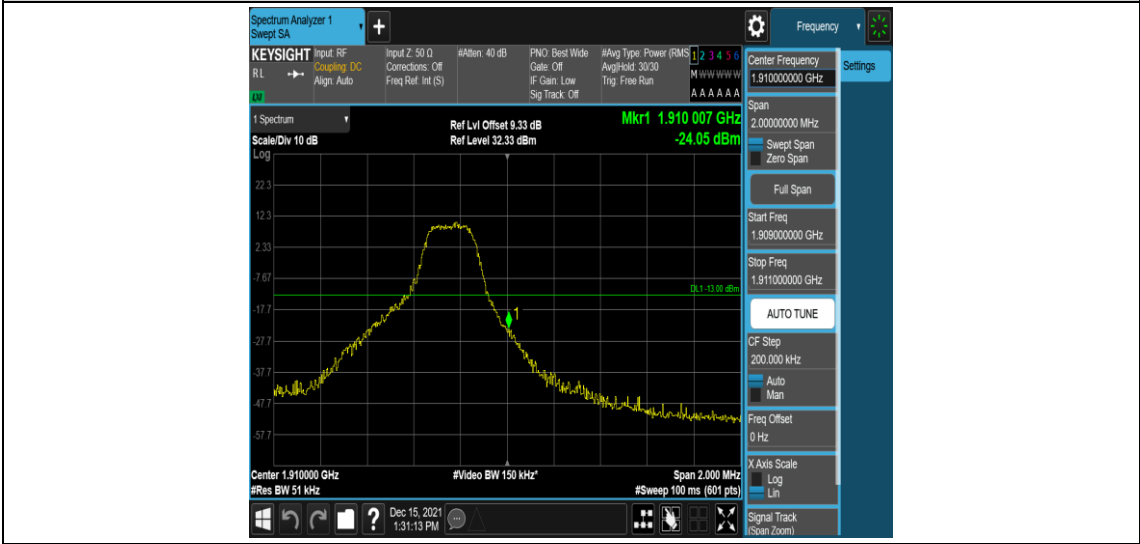 Spectrum Analyzer 1
Swept SA
+
Frequency
KEYSIGHT
RL
LW
Input: RF
Coupling: DC
Align: Auto
Input Z: 50 Ω
Corrections: Off
Freq Ref: Int (S)
#Atten: 40 dB
PNO: Best Wide
Gate: Off
IF Gain: Low
Sig Track: Off
#Avg Type: Power (RMS
Avg|Hold: 30/30
Trig: Free Run
1 2 3 4 5 6
M W W W W W
A A A A A A
1 Spectrum
Scale/Div 10 dB
Log
Ref Lvl Offset 9.33 dB
Ref Level 32.33 dBm
Mkr1 1.910 007 GHz
-24.05 dBm
22.3
12.3
2.33
-7.67
-17.7
-27.7
-37.7
-47.7
-57.7
DL1 -13.00 dBm
1
Center 1.910000 GHz
#Res BW 51 kHz
#Video BW 150 kHz*
Span 2.000 MHz
#Sweep 100 ms (601 pts)
Center Frequency
1.910000000 GHz
Settings
Span
2.00000000 MHz
Swept Span
Zero Span
Full Span
Start Freq
1.909000000 GHz
Stop Freq
1.911000000 GHz
AUTO TUNE
CF Step
200.000 kHz
Auto
Man
Freq Offset
0 Hz
X Axis Scale
Log
Lin
Signal Track
(Span Zoom)
?
Dec 15, 2021
1:31:13 PM